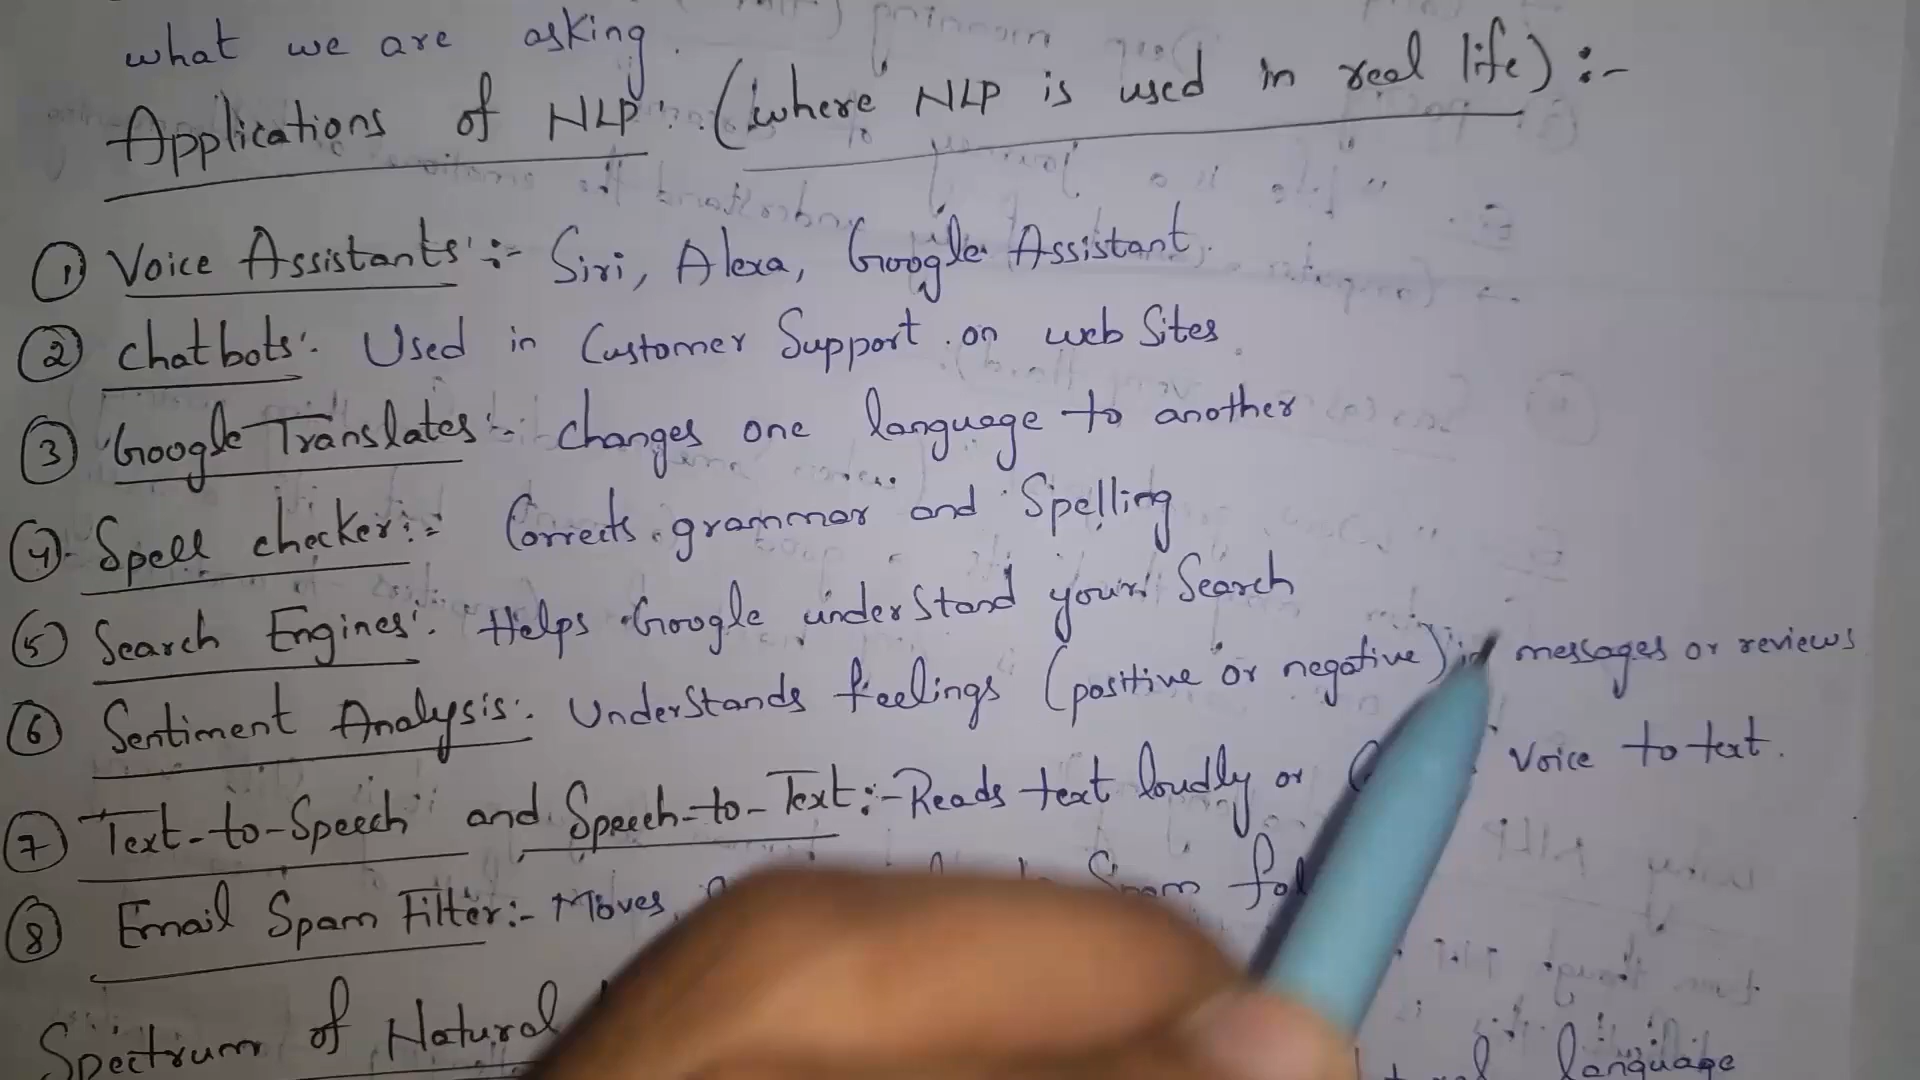 what we are asking.
Applications of NLP: (where NLP is used in real life) :-
① Voice Assistants :- Siri, Alexa, Google Assistant.
② Chatbots: Used in Customer Support on web Sites.
③ Google Translates :- Changes one language to another
④ Spell checker :- Corrects grammar and Spelling
⑤ Search Engines: Helps Google understand your Search
⑥ Sentiment Analysis: Understands feelings (positive or negative) in messages or reviews
⑦ Text-to-Speech and Speech-to-Text :- Reads text loudly or Voice to text.
⑧ Email Spam Filter :- Moves Spam
Spectrum of Natural language